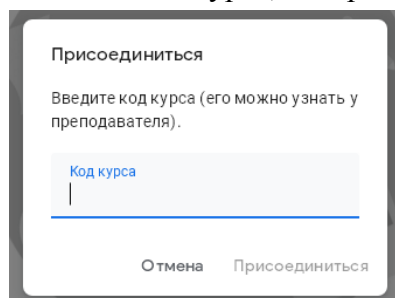 Присоединиться
Введите код курса (его можно узнать у
преподавателя).
Код курса
Отмена Присоединиться